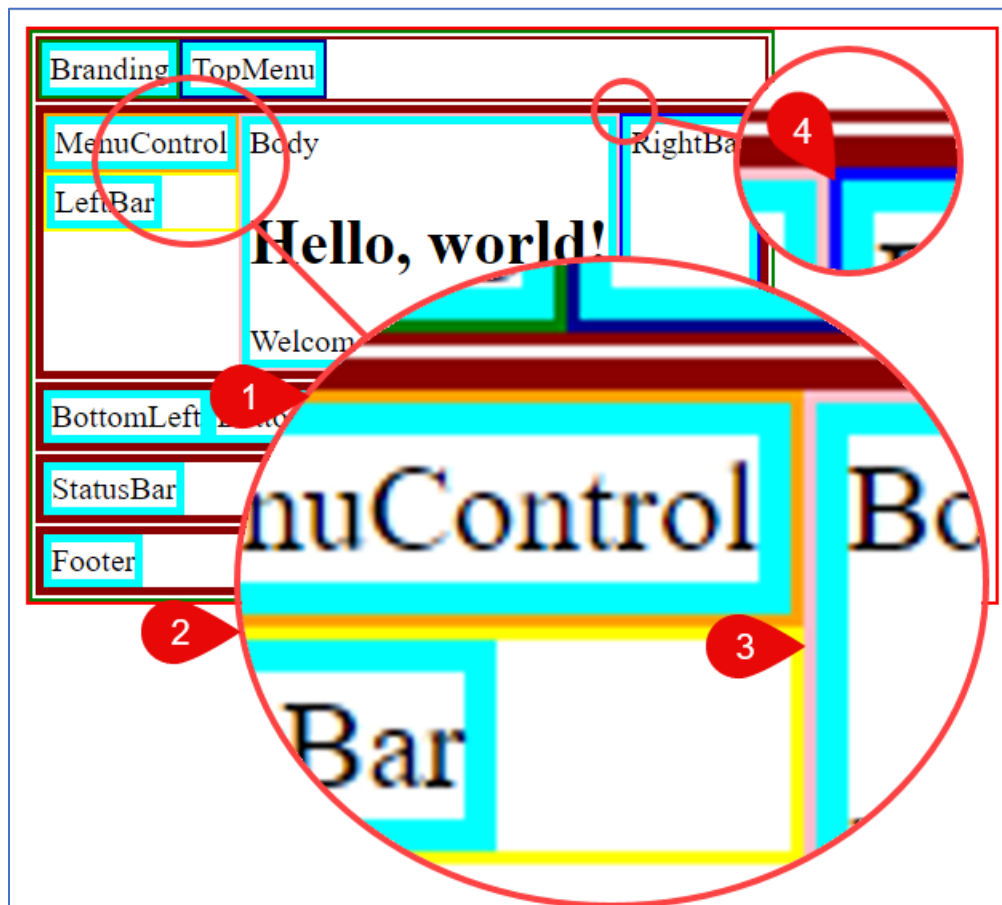 Branding TopMenu
MenuControl Body RightBa
4
LeftBar
Hello, world!
Welcom
1
BottomLeft
nuControl Bo
StatusBar
Footer
2
3
Bar